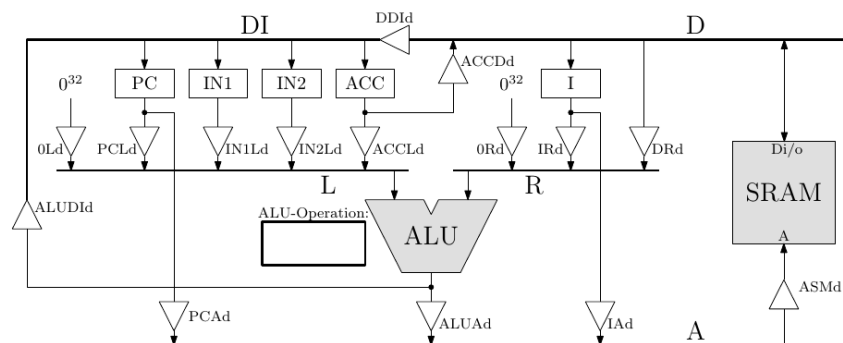 DDId
DI
D
ACCDd
0³²
PC
IN1
IN2
ACC
0³²
I
0Ld
PCLd
IN1Ld
IN2Ld
ACCLd
0Rd
IRd
DRd
Di/o
L
R
SRAM
ALUDId
ALU-Operation:
ALU
A
ASMd
PCAd
ALUAd
IAd
A